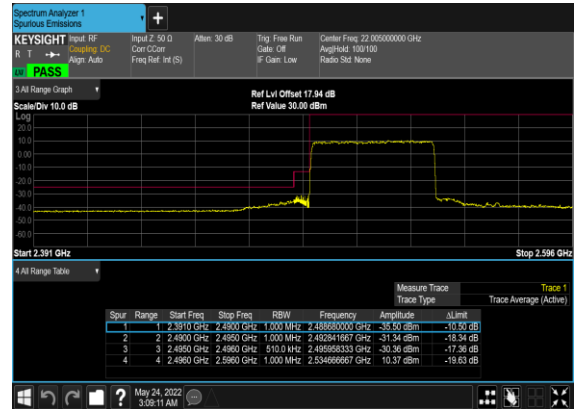 Spectrum Analyzer 1
Spurious Emissions
KEYSIGHT Input: RF Input Z: 50 Ω Atten: 30 dB Trig: Free Run Center Freq: 22.005000000 GHz
R T Coupling: DC Corr CCorr Gate: Off Avg|Hold: 100/100
Align: Auto Freq Ref: Int (S) IF Gain: Low Radio Std: None
PASS
3 All Range Graph
Ref Lvl Offset 17.94 dB
Scale/Div 10.0 dB Ref Value 30.00 dBm
Log
20.0
10.0
0.00
-10.0
-20.0
-30.0
-40.0
-50.0
-60.0
Start 2.391 GHz Stop 2.596 GHz
4 All Range Table
Measure Trace Trace 1
Trace Type Trace Average (Active)
Spur Range Start Freq Stop Freq RBW Frequency Amplitude ΔLimit
1 1 2.3910 GHz 2.4900 GHz 1.000 MHz 2.488680000 GHz -35.50 dBm -10.50 dB
2 2 2.4900 GHz 2.4950 GHz 1.000 MHz 2.492841667 GHz -31.34 dBm -18.34 dB
3 3 2.4950 GHz 2.4960 GHz 510.0 kHz 2.495958333 GHz -30.36 dBm -17.36 dB
4 4 2.4960 GHz 2.5960 GHz 1.000 MHz 2.534666667 GHz 10.37 dBm -19.63 dB
May 24, 2022
3:09:11 AM